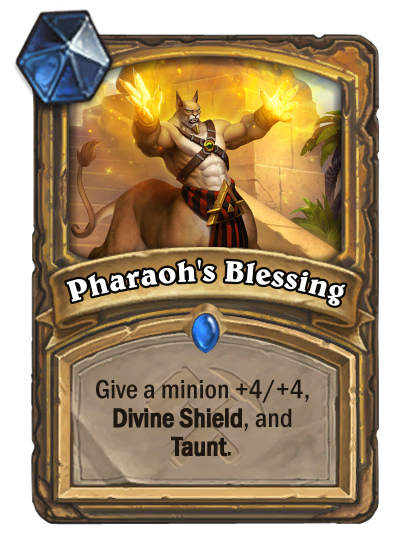 Pharaoh's Blessing
Give a minion +4/+4,
Divine Shield, and
Taunt.